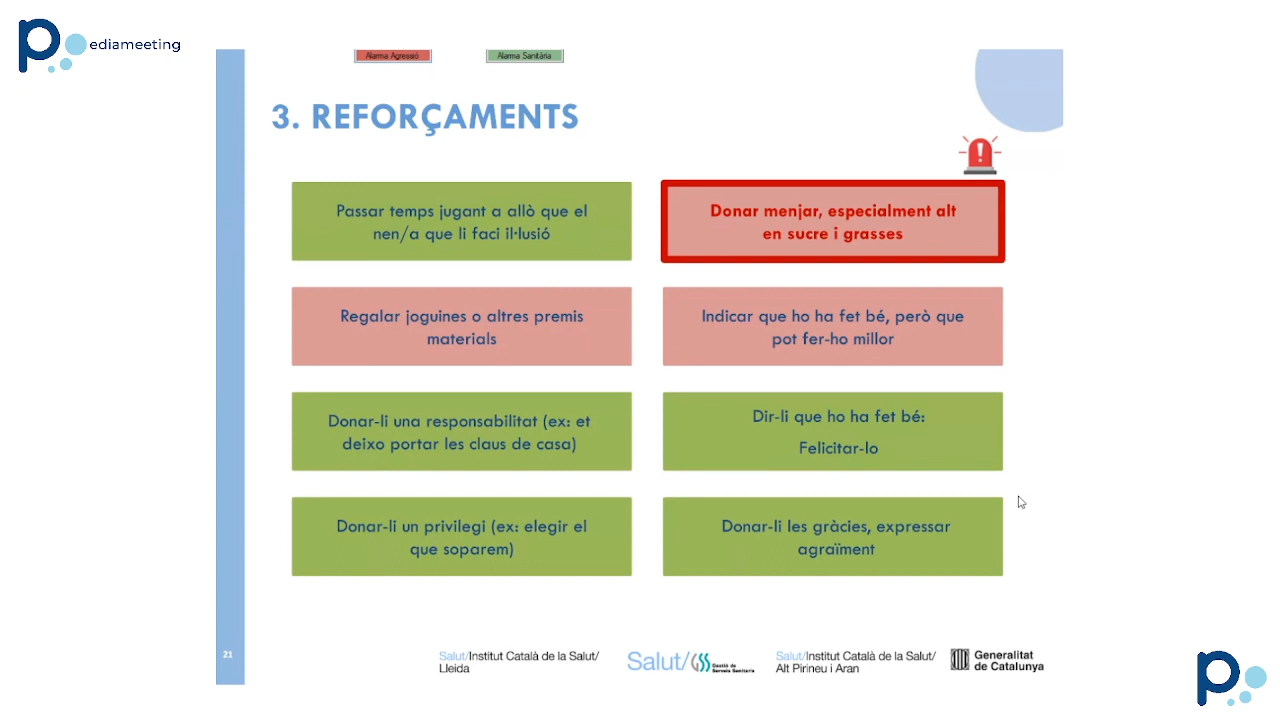 ediameeting
Alarma Agressió
Alarma Sanitària
3. REFORÇAMENTS
Passar temps jugant a allò que el
nen/a que li faci il·lusió
Donar menjar, especialment alt
en sucre i grasses
Regalar joguines o altres premis
materials
Indicar que ho ha fet bé, però que
pot fer-ho millor
Donar-li una responsabilitat (ex: et
deixo portar les claus de casa)
Dir-li que ho ha fet bé:
Felicitar-lo
Donar-li un privilegi (ex: elegir el
que soparem)
Donar-li les gràcies, expressar
agraïment
21
Salut/Institut Català de la Salut/
Lleida
Salut/
Gestió de
Serveis Sanitaris
Salut/Institut Català de la Salut/
Alt Pirineu i Aran
Generalitat
de Catalunya